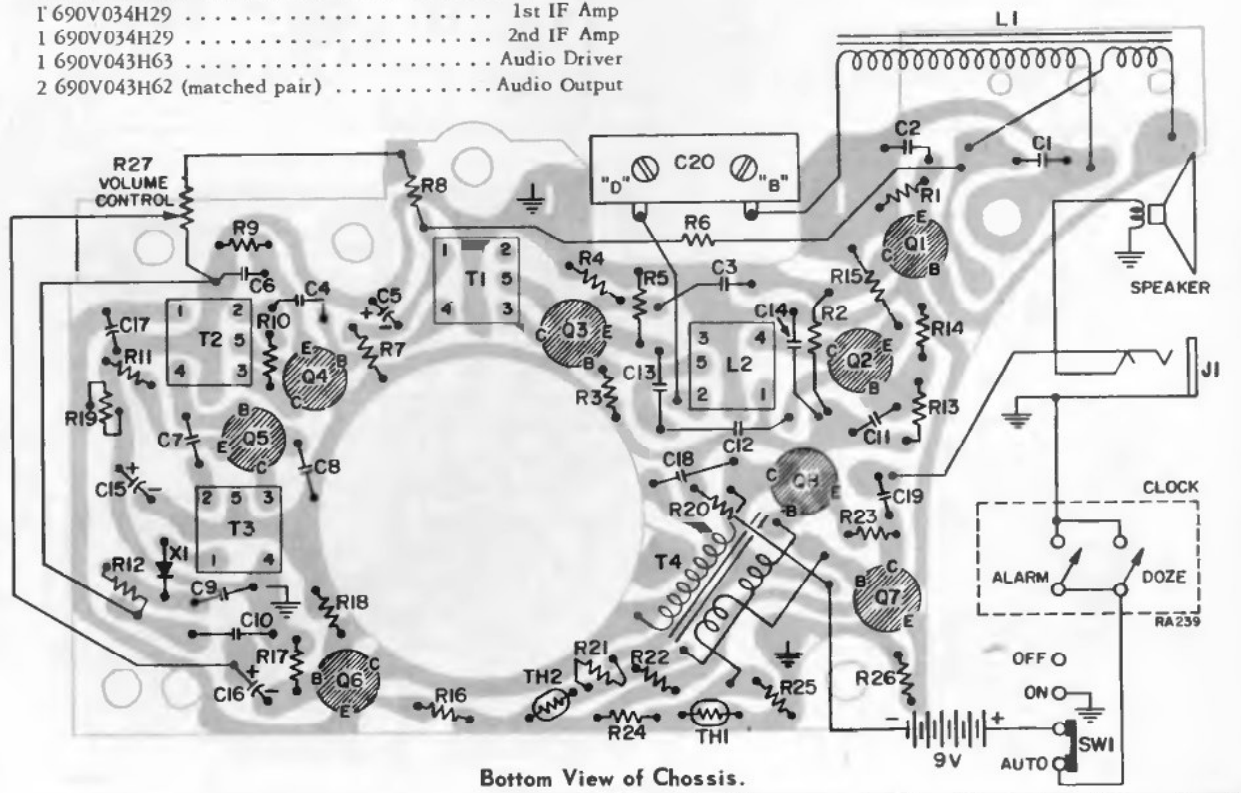 1 690V034H29 . . . . . . . . . . . . . . . . . . . . . . . . 1st IF Amp
1 690V034H29 . . . . . . . . . . . . . . . . . . . . . . . 2nd IF Amp
1 690V043H63 . . . . . . . . . . . . . . . . . . . . . . Audio Driver
2 690V043H62 (matched pair) . . . . . . . . . . . Audio Output
L1
R27
VOLUME
CONTROL
R8
"D"
C20
"B"
C2
C1
R1
R9
C6
R6
E
Q1
C
B
SPEAKER
1 2
T1
5
4 3
R4
R5
C3
R15
C4
C5
R10
R7
C17
R11
1 2
T2
5
4 3
E
Q4
B
C
C
Q3
E
B
C14
R2
3 4
5 L2
2 1
E
C
Q2
B
R14
J1
R19
C7
B
Q5
E
C
C8
R3
C13
C12
C11
R13
C15
+
-
2 5 3
T3
1 4
C18
R20
C
QH
E
B
C19
R23
CLOCK
ALARM
DOZE
RA239
X1
R12
C9
R18
T4
C
B
Q7
E
C10
R17
C16
+
-
B
Q6
C
E
R16
TH2
R21
R22
R24
TH1
R25
R26
OFF
ON
AUTO
SW1
-
+
9V
Bottom View of Chossis.